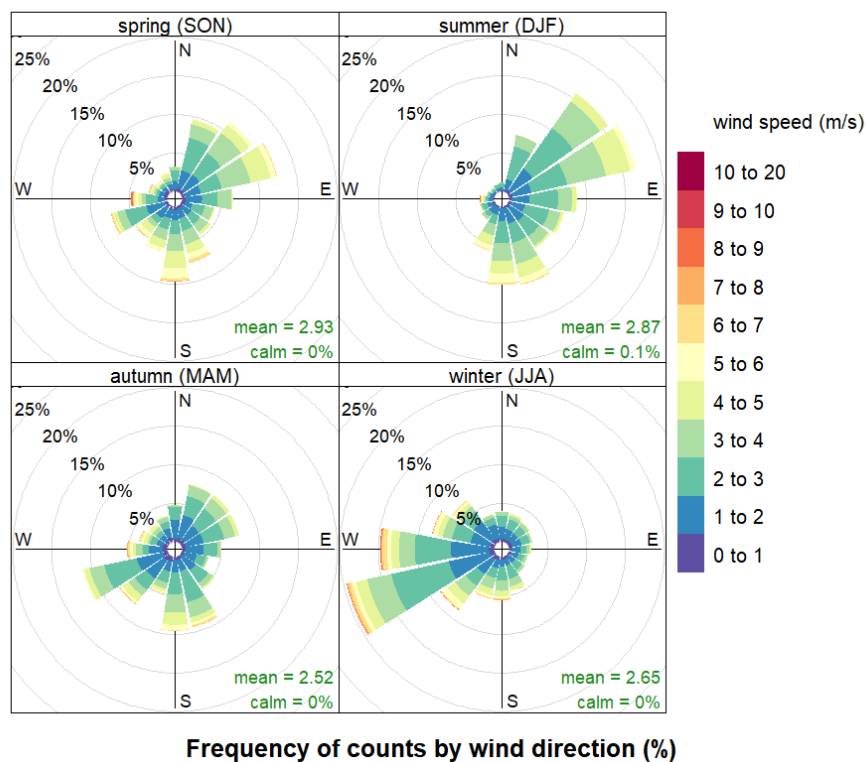 spring (SON)
25%
20%
15%
10%
5%
N
W
E
S
mean = 2.93
calm = 0%
summer (DJF)
25%
20%
15%
10%
5%
N
W
E
S
mean = 2.87
calm = 0.1%
autumn (MAM)
25%
20%
15%
10%
5%
N
W
E
S
mean = 2.52
calm = 0%
winter (JJA)
25%
20%
15%
10%
5%
N
W
E
S
mean = 2.65
calm = 0%
wind speed (m/s)
10 to 20
9 to 10
8 to 9
7 to 8
6 to 7
5 to 6
4 to 5
3 to 4
2 to 3
1 to 2
0 to 1
Frequency of counts by wind direction (%)